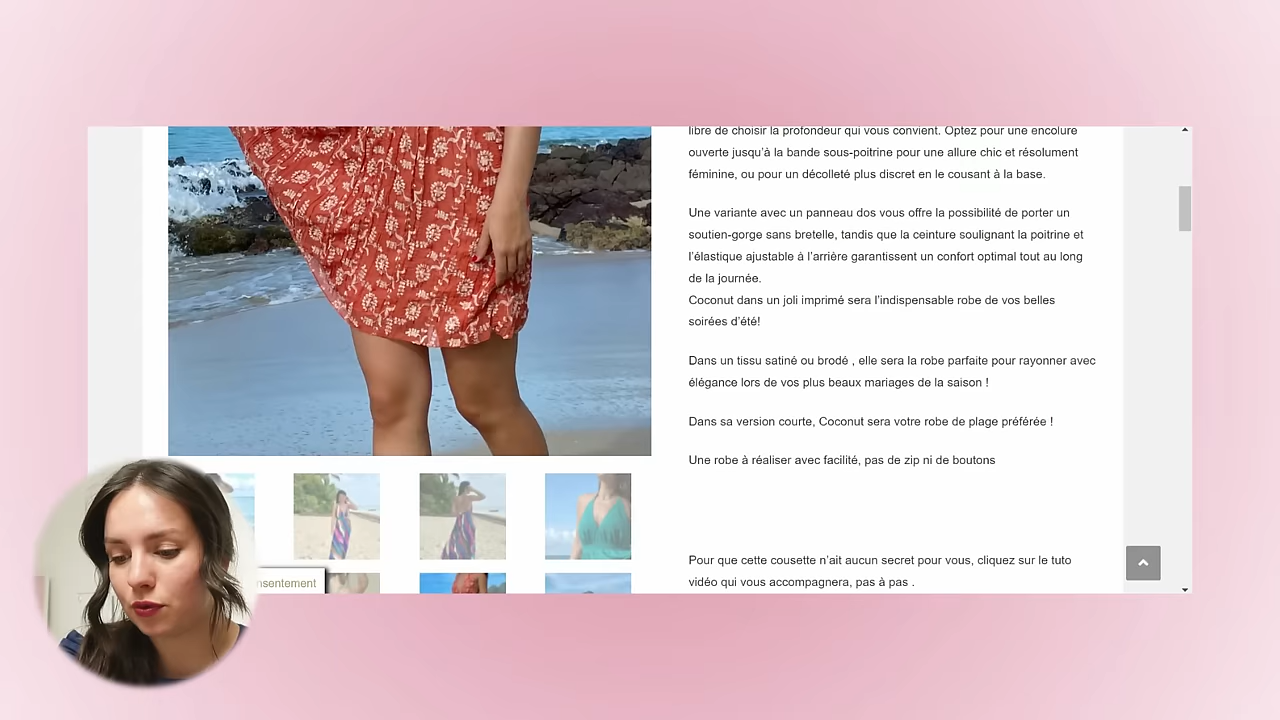 libre de choisir la profondeur qui vous convient. Optez pour une encolure
ouverte jusqu’à la bande sous-poitrine pour une allure chic et résolument
féminine, ou pour un décolleté plus discret en le cousant à la base.
Une variante avec un panneau dos vous offre la possibilité de porter un
soutien-gorge sans bretelle, tandis que la ceinture soulignant la poitrine et
l’élastique ajustable à l’arrière garantissent un confort optimal tout au long
de la journée.
Coconut dans un joli imprimé sera l’indispensable robe de vos belles
soirées d’été!
Dans un tissu satiné ou brodé , elle sera la robe parfaite pour rayonner avec
élégance lors de vos plus beaux mariages de la saison !
Dans sa version courte, Coconut sera votre robe de plage préférée !
Une robe à réaliser avec facilité, pas de zip ni de boutons
Pour que cette cousette n’ait aucun secret pour vous, cliquez sur le tuto
vidéo qui vous accompagnera, pas à pas .
nsentement